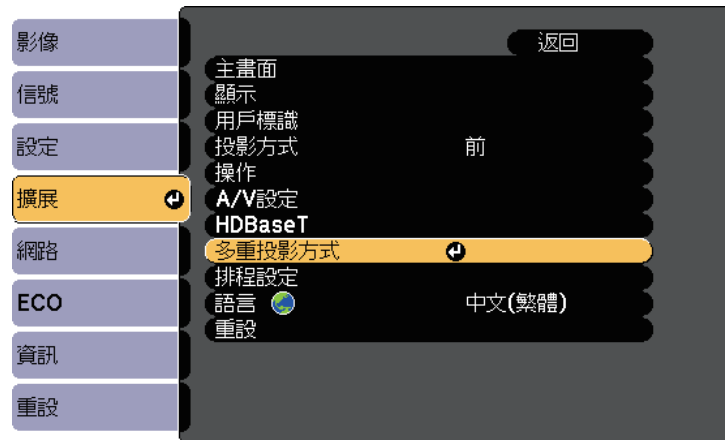 影像
信號
設定
擴展
網路
ECO
資訊
重設
返回
主畫面
顯示
用戶標識
投影方式 前
操作
A/V設定
HDBaseT
多重投影方式
排程設定
語言 中文(繁體)
重設